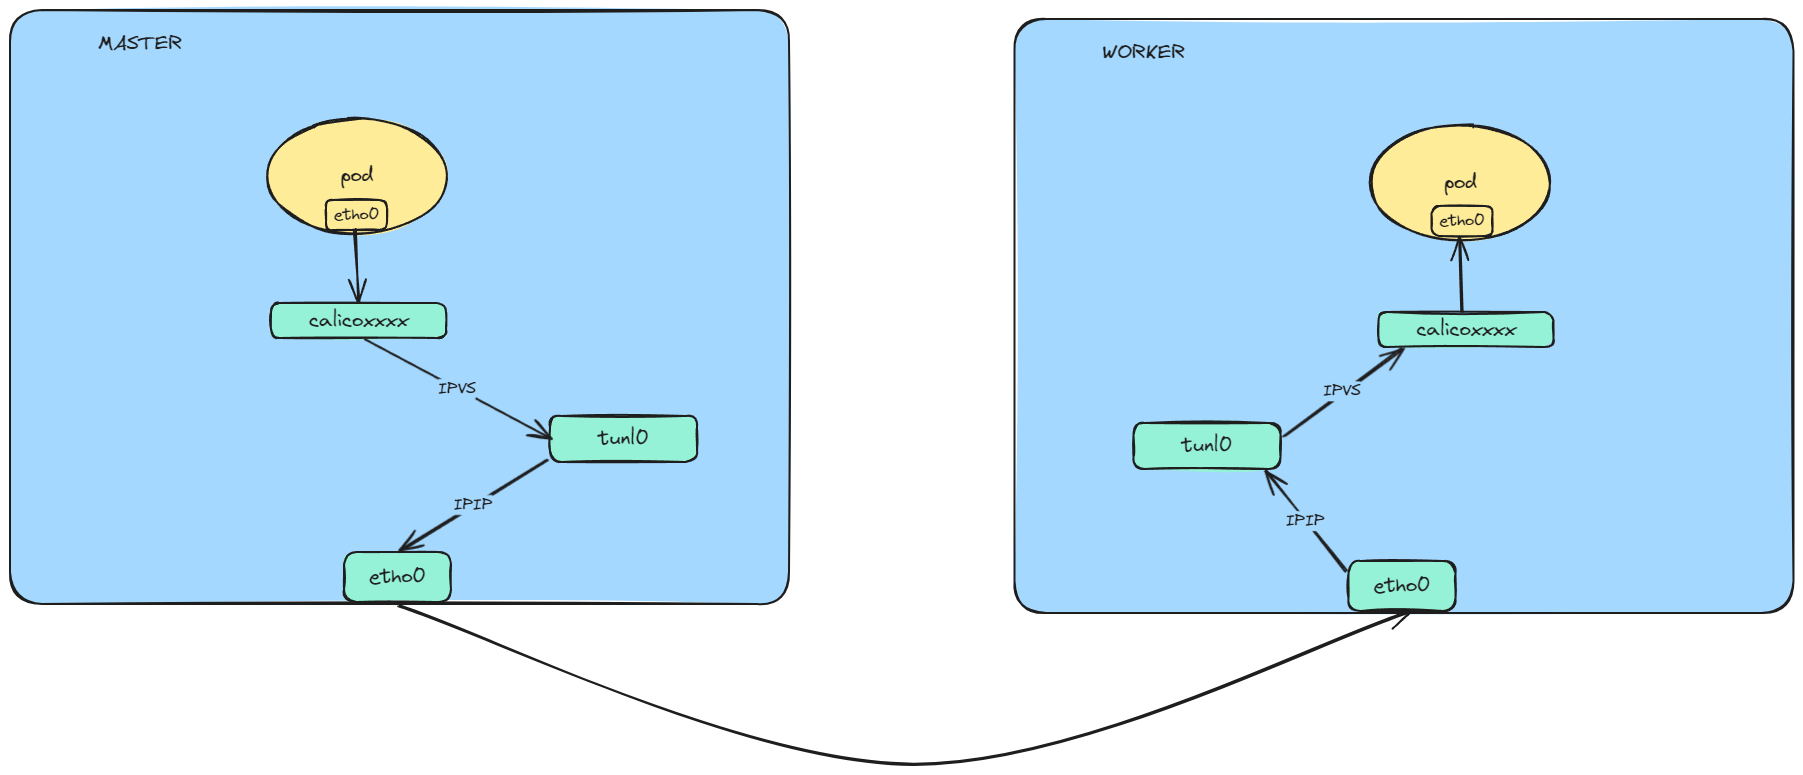 MASTER
pod
etho0
calicoxxxx
IPVS
tunl0
IPIP
etho0
WORKER
pod
etho0
calicoxxxx
IPVS
tunl0
IPIP
etho0